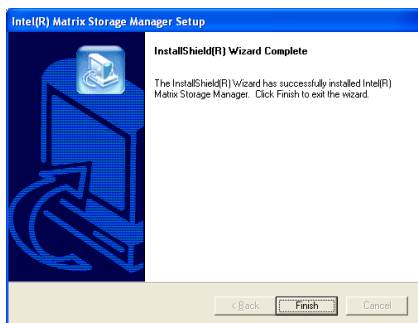 Intel(R) Matrix Storage Manager Setup
InstallShield(R) Wizard Complete
The InstallShield(R) Wizard has successfully installed Intel(R)
Matrix Storage Manager. Click Finish to exit the wizard.
< Back
Finish
Cancel